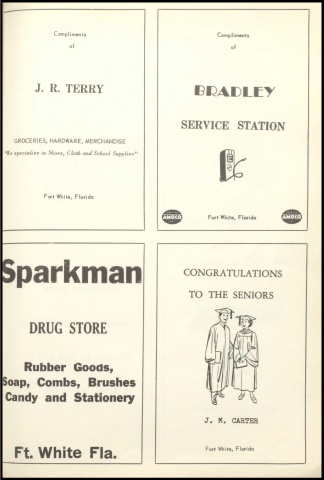 Compliments
of
J. R. TERRY
GROCERIES, HARDWARE, MERCHANDISE
"We specialize in Shoes, Cloth and School Supplies"
Fort White, Florida
Compliments
of
BRADLEY
SERVICE STATION
AMOCO
Fort White, Florida
AMOCO
Sparkman
DRUG STORE
Rubber Goods,
Soap, Combs, Brushes
Candy and Stationery
Ft. White Fla.
CONGRATULATIONS
TO THE SENIORS
J. M. CARTER
Fort White, Florida